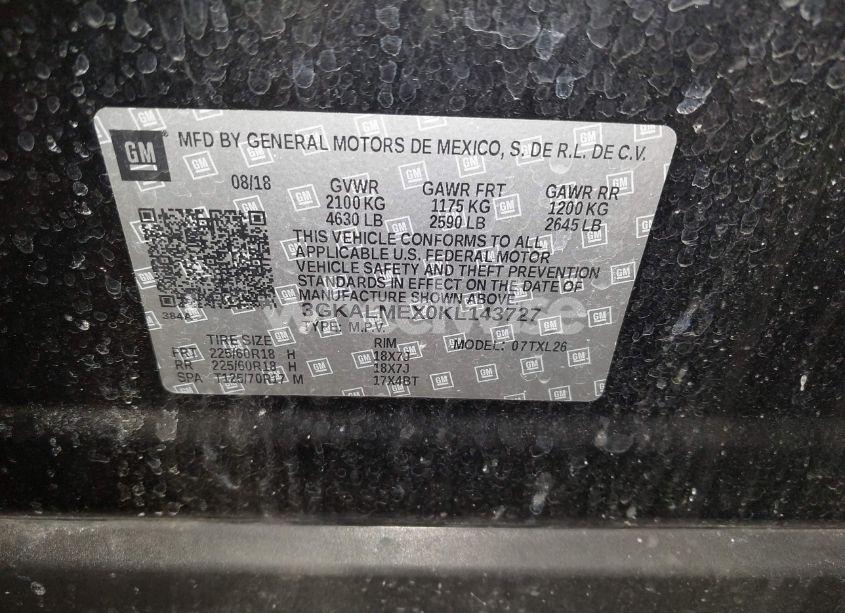 GM MFD BY GENERAL MOTORS DE MEXICO, S. DE R.L. DE C.V.
08/18 GVWR GAWR FRT GAWR RR
2100 KG 1175 KG 1200 KG
4630 LB 2590 LB 2645 LB
THIS VEHICLE CONFORMS TO ALL
APPLICABLE U.S. FEDERAL MOTOR
VEHICLE SAFETY AND THEFT PREVENTION
STANDARDS IN EFFECT ON THE DATE OF
MANUFACTURE SHOWN ABOVE
3GKALMEX0KL143727
TYPE: M.P.V.
TIRE SIZE RIM MODEL: 07TXL26
FRT 225/60R18 H 18X7J
RR 225/60R18 H 18X7J
SPA T125/70R17 M 17X4BT